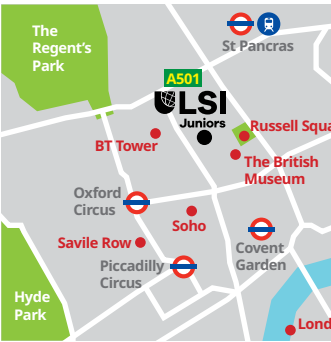 The
Regent's
Park
St Pancras
A501
ULSI
Juniors
Russell Squa
BT Tower
The British
Museum
Oxford
Circus
Soho
Savile Row
Covent
Garden
Piccadilly
Circus
Hyde
Park
Lond